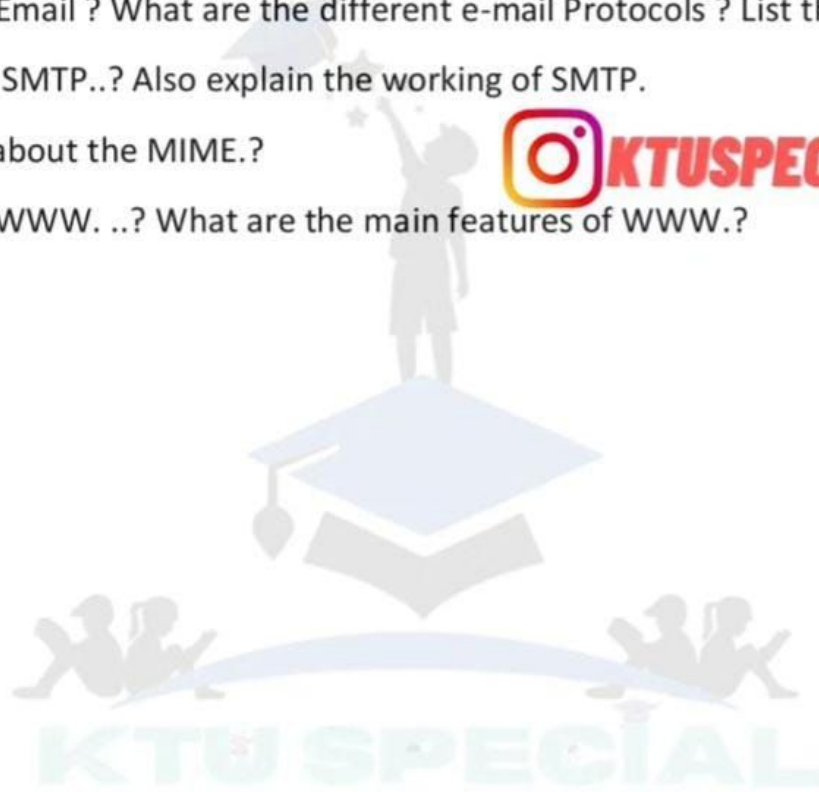 Email ? What are the different e-mail Protocols ? List
SMTP..? Also explain the working of SMTP.
about the MIME.?
KTUSPEC
WWW. ..? What are the main features of WWW.?
KTU SPECIAL